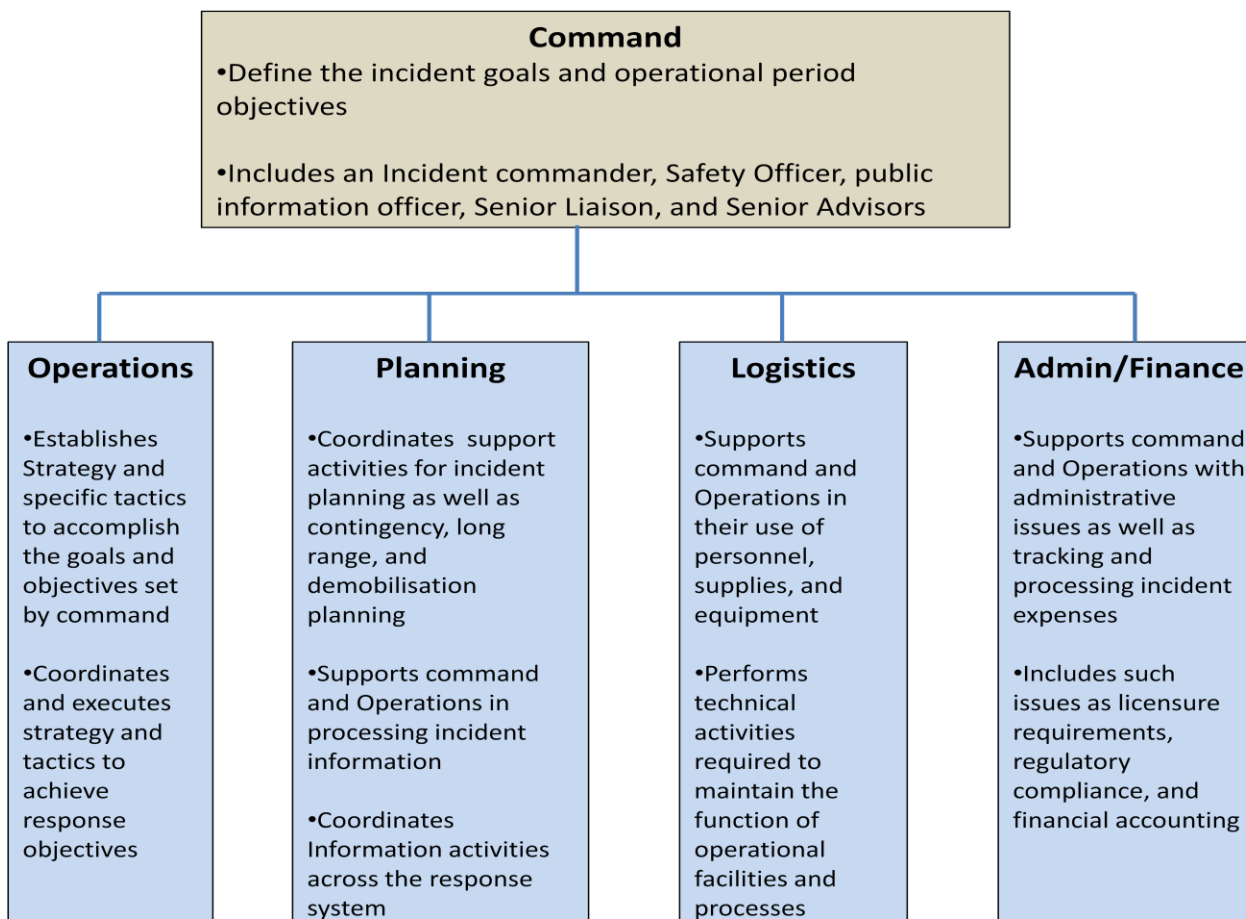 Command
•Define the incident goals and operational period
objectives
•Includes an Incident commander, Safety Officer, public
information officer, Senior Liaison, and Senior Advisors
Operations
•Establishes
Strategy and
specific tactics
to accomplish
the goals and
objectives set
by command
•Coordinates
and executes
strategy and
tactics to
achieve
response
objectives
Planning
•Coordinates support
activities for incident
planning as well as
contingency, long
range, and
demobilisation
planning
•Supports command
and Operations in
processing incident
information
•Coordinates
Information activities
across the response
system
Logistics
•Supports
command and
Operations in
their use of
personnel,
supplies, and
equipment
•Performs
technical
activities
required to
maintain the
function of
operational
facilities and
processes
Admin/Finance
•Supports command
and Operations with
administrative
issues as well as
tracking and
processing incident
expenses
•Includes such
issues as licensure
requirements,
regulatory
compliance, and
financial accounting